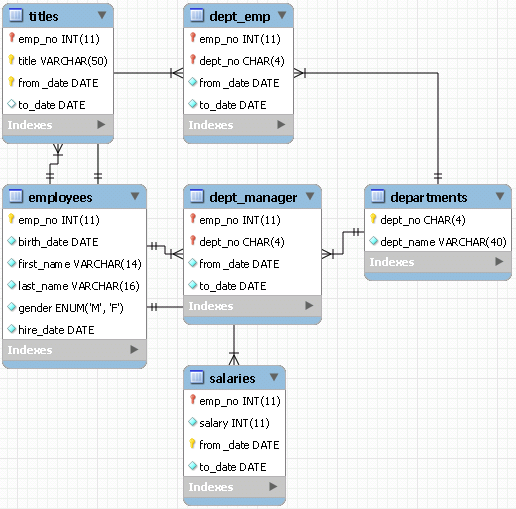 titles
emp_no INT(11)
title VARCHAR(50)
from_date DATE
to_date DATE
Indexes
dept_emp
emp_no INT(11)
dept_no CHAR(4)
from_date DATE
to_date DATE
Indexes
employees
emp_no INT(11)
birth_date DATE
first_name VARCHAR(14)
last_name VARCHAR(16)
gender ENUM('M', 'F')
hire_date DATE
Indexes
dept_manager
emp_no INT(11)
dept_no CHAR(4)
from_date DATE
to_date DATE
Indexes
departments
dept_no CHAR(4)
dept_name VARCHAR(40)
Indexes
salaries
emp_no INT(11)
salary INT(11)
from_date DATE
to_date DATE
Indexes